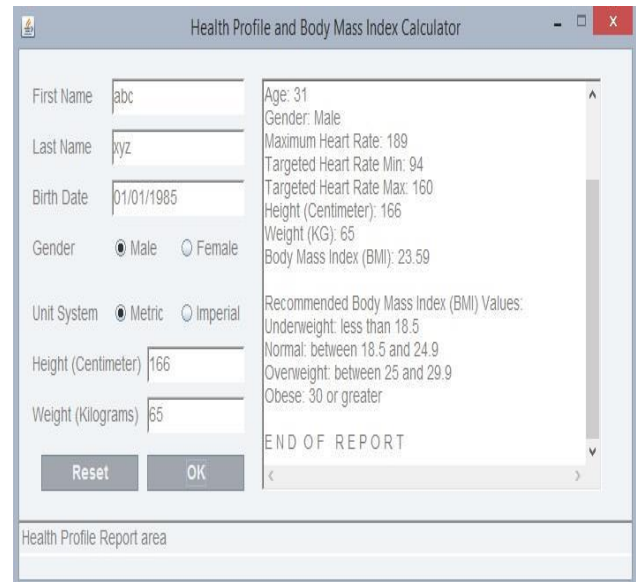 Health Profile and Body Mass Index Calculator
First Name abc
Last Name xyz
Birth Date 01/01/1985
Gender Male Female
Unit System Metric Imperial
Height (Centimeter) 166
Weight (Kilograms) 65
Reset OK
Age: 31
Gender: Male
Maximum Heart Rate: 189
Targeted Heart Rate Min: 94
Targeted Heart Rate Max: 160
Height (Centimeter): 166
Weight (KG): 65
Body Mass Index (BMI): 23.59
Recommended Body Mass Index (BMI) Values:
Underweight: less than 18.5
Normal: between 18.5 and 24.9
Overweight: between 25 and 29.9
Obese: 30 or greater
END OF REPORT
Health Profile Report area